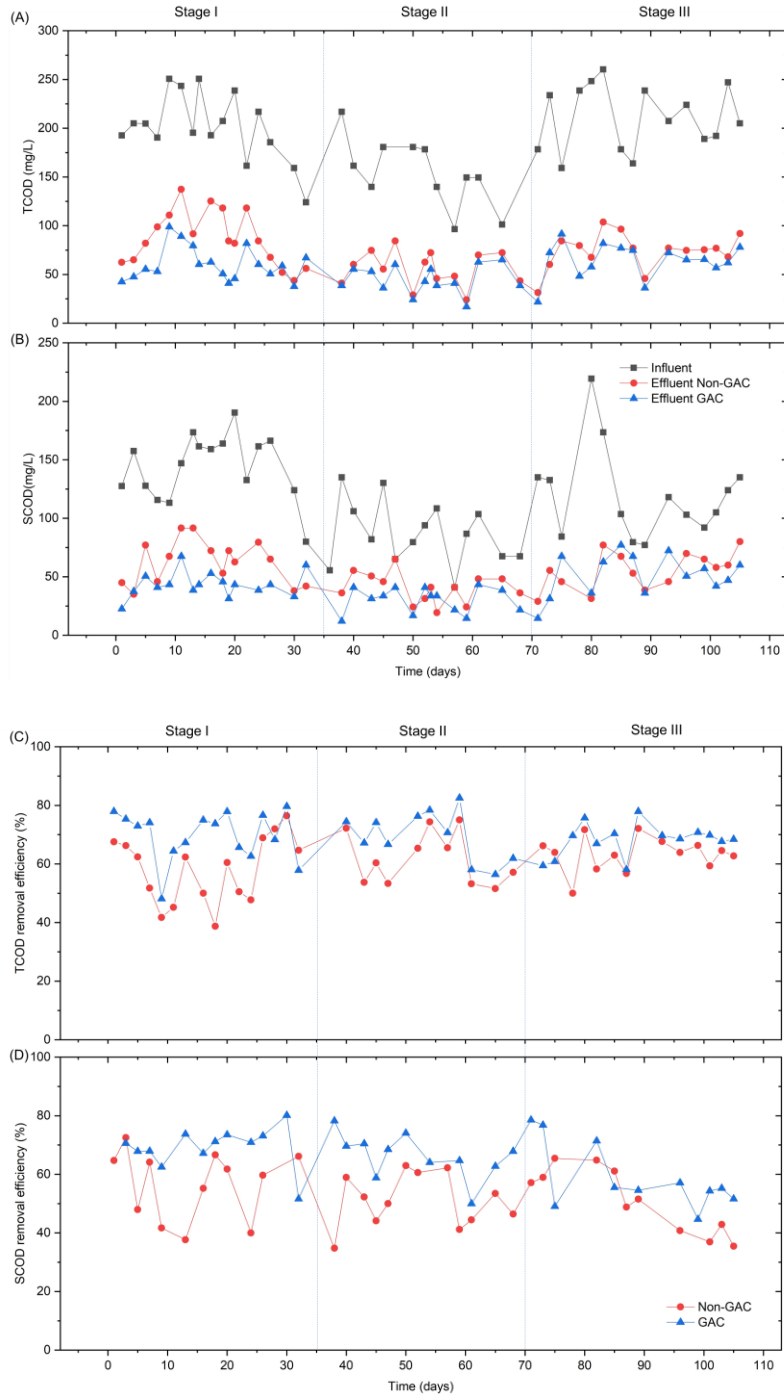 Stage I Stage II Stage III
(A)
300
250
200
150
100
50
0
TCOD (mg/L)
(B)
250
200
150
100
50
0
SCOD(mg/L)
Influent
Effluent Non-GAC
Effluent GAC
0 10 20 30 40 50 60 70 80 90 100 110
Time (days)
Stage I Stage II Stage III
(C)
100
80
60
40
20
0
TCOD removal efficiency (%)
(D)
100
80
60
40
20
0
SCOD removal efficiency (%)
Non-GAC
GAC
0 10 20 30 40 50 60 70 80 90 100 110
Time (days)